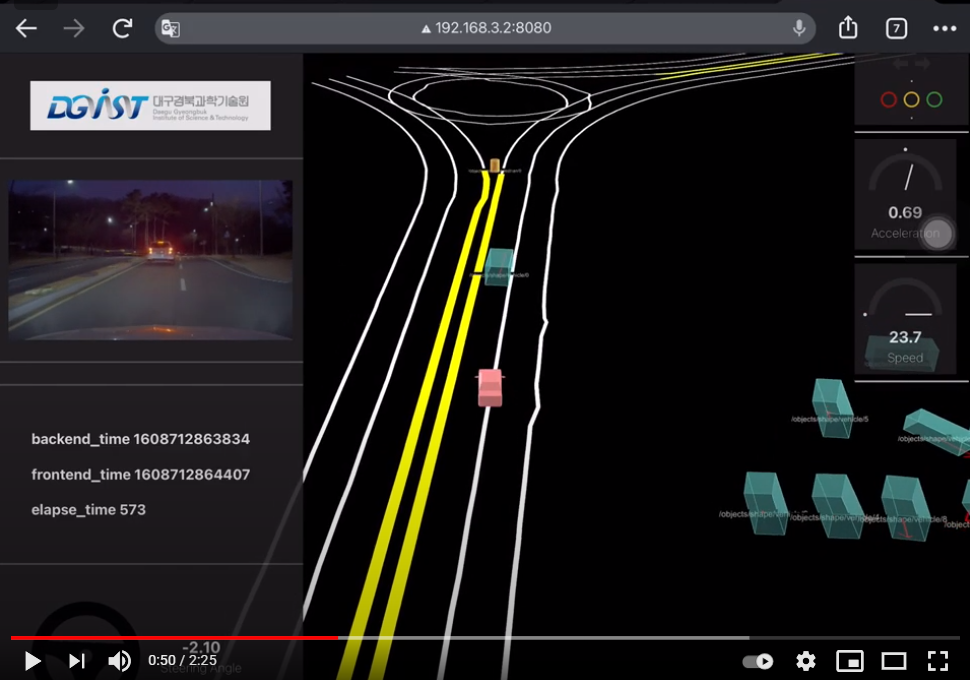 192.168.3.2:8080
7
DGIST 대구경북과학기술원
Daegu Gyeongbuk
Institute of Science & Technology
0.69
Acceleration
23.7
Speed
/objects/shape/vehicle/5
backend_time 1608712863834
frontend_time 1608712864407
elapse_time 573
-2.10
Steering Angle
0:50 / 2:25